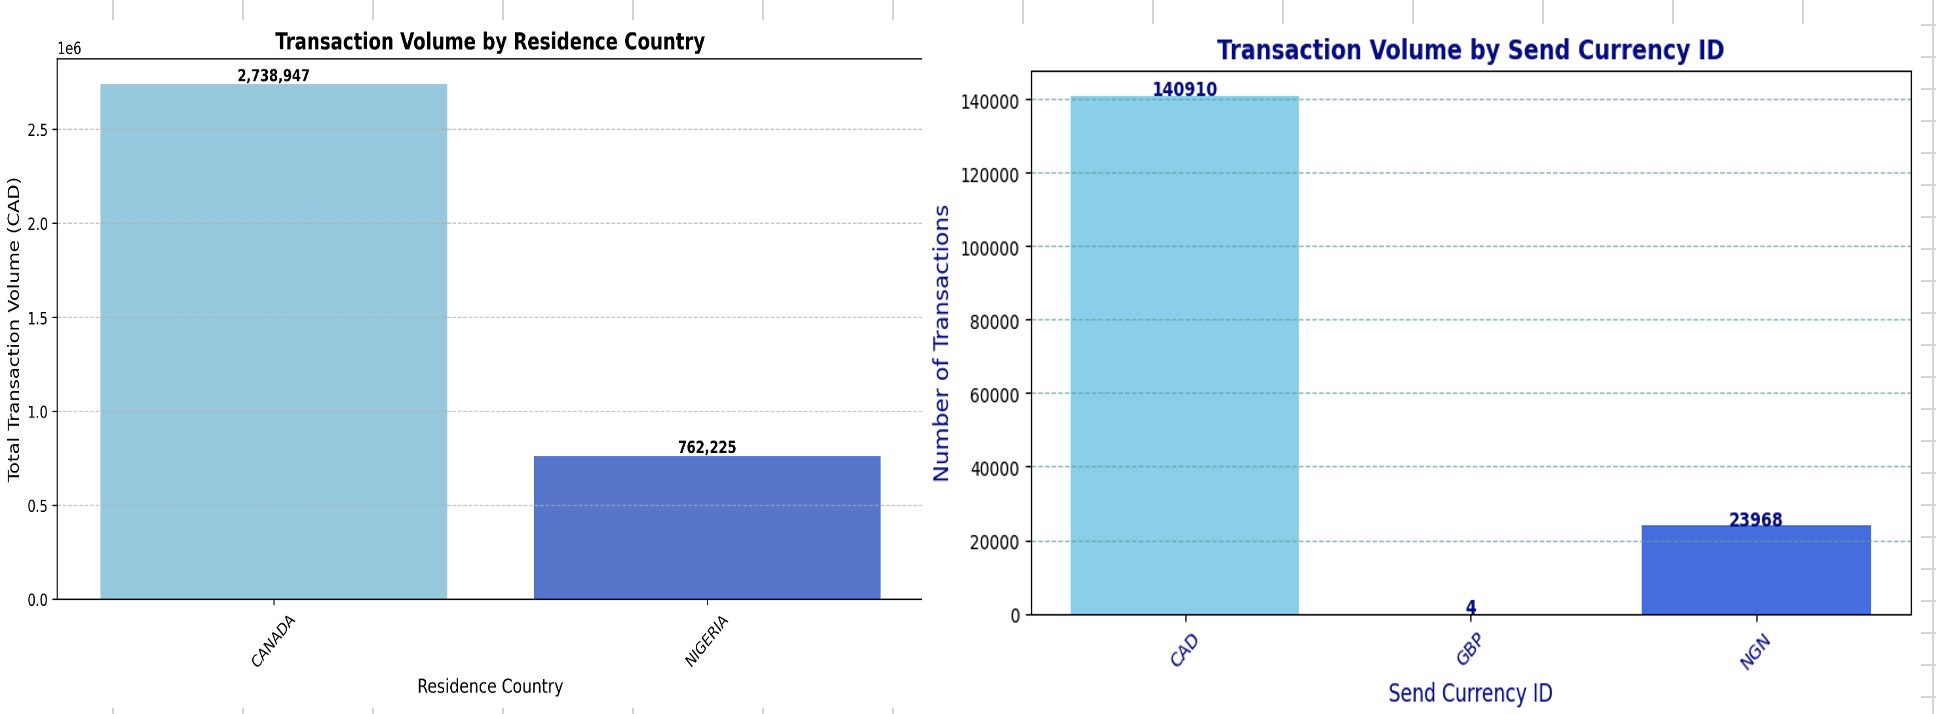 Transaction Volume by Residence Country
1e6
2,738,947
2.5
2.0
1.5
1.0
762,225
0.5
0.0
Total Transaction Volume (CAD)
CANADA
NIGERIA
Residence Country
Transaction Volume by Send Currency ID
140910
140000
120000
100000
80000
60000
40000
23968
20000
4
0
Number of Transactions
CAD
GBP
NGN
Send Currency ID